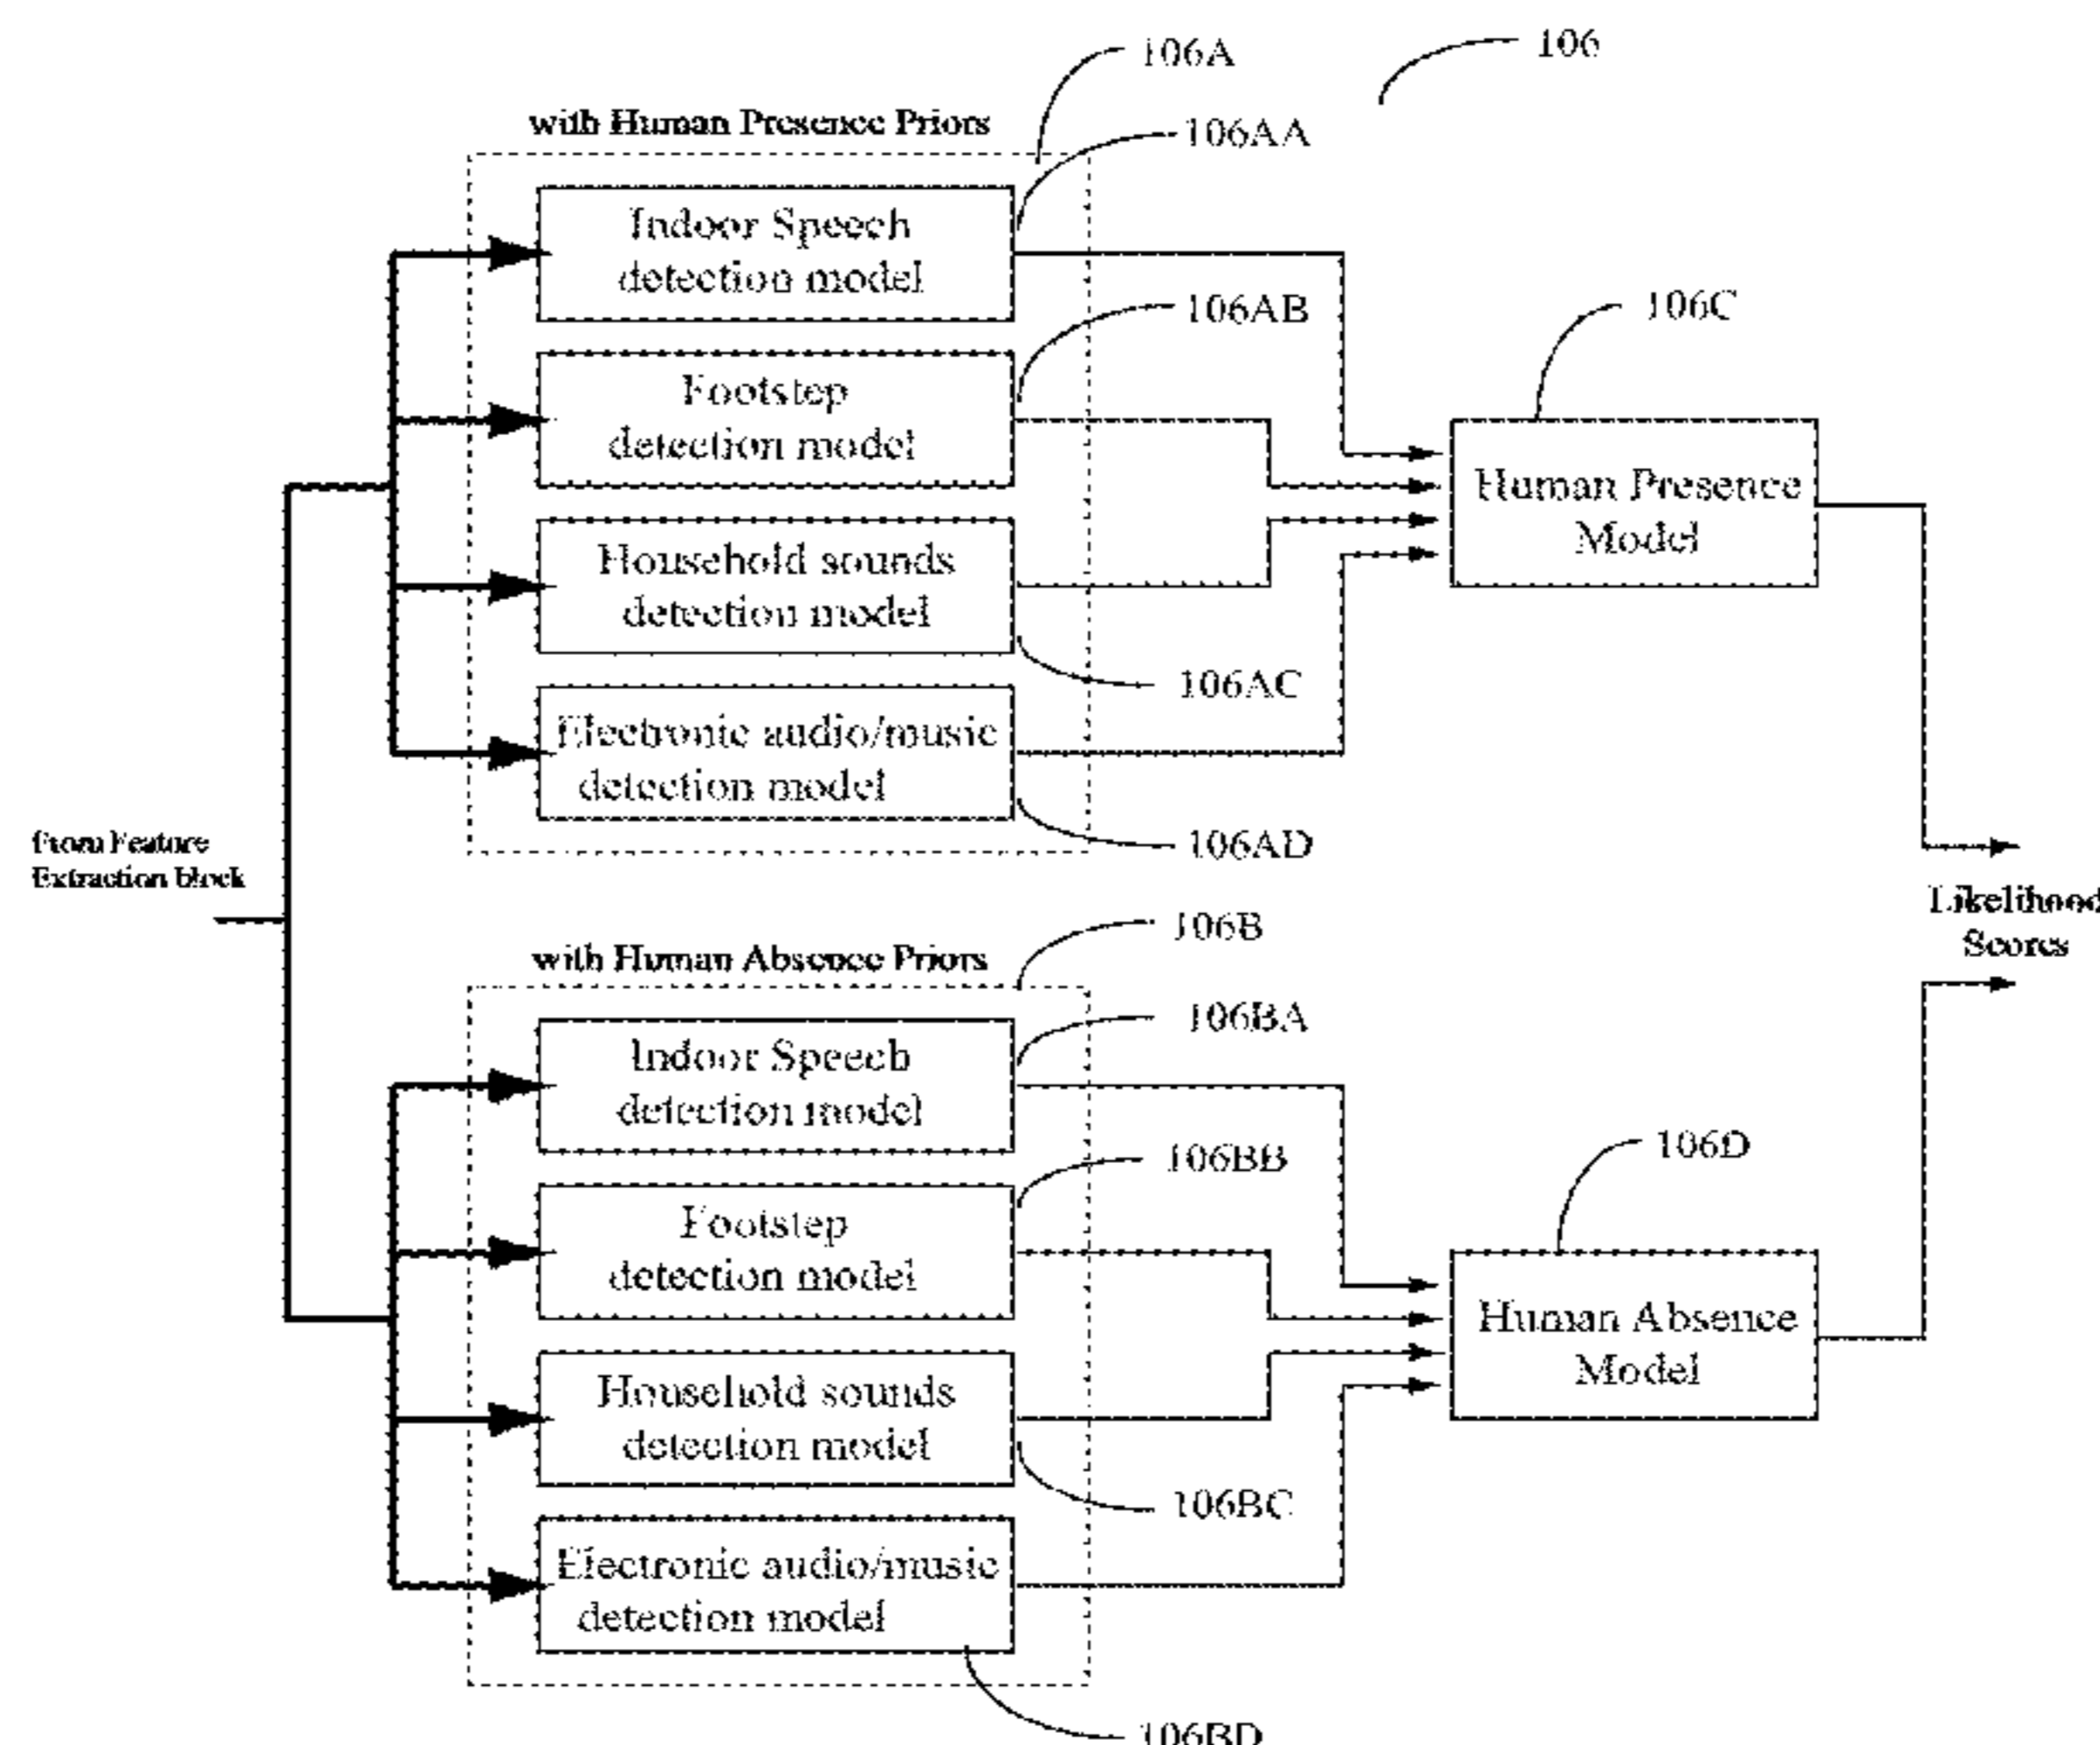 106A
106
with Human Presence Priors
106AA
Indoor Speech
detection model
106AB
106C
Footstep
detection model
Human Presence
Model
Household sounds
detection model
106AC
Electronic audio/music
detection model
106AD
From Feature
Extraction block
Likelihood
Scores
106B
with Human Absence Priors
106BA
Indoor Speech
detection model
106BB
106D
Footstep
detection model
Human Absence
Model
Household sounds
detection model
106BC
Electronic audio/music
detection model
106BD